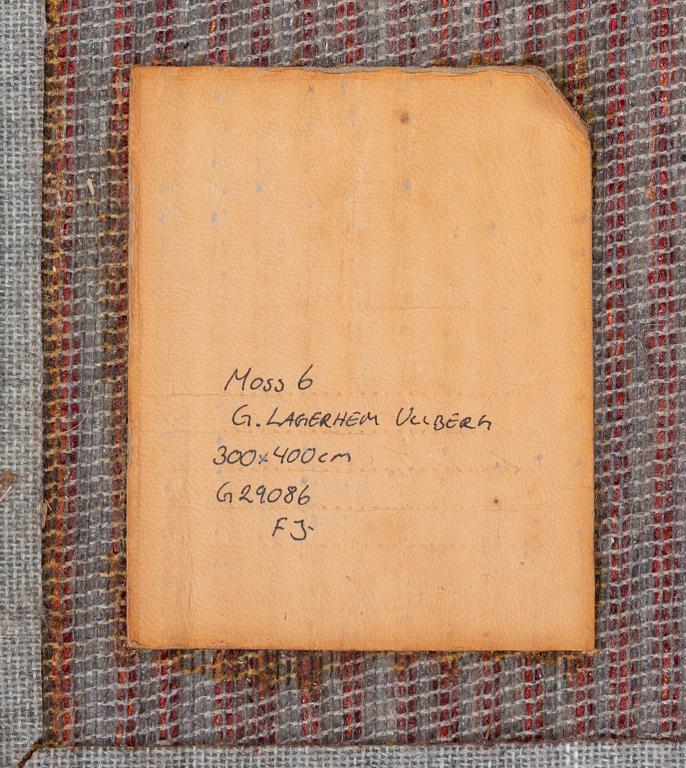 Moss 6
G. LAGERHEM ULLBERG
300x400cm
G29086
FJ-